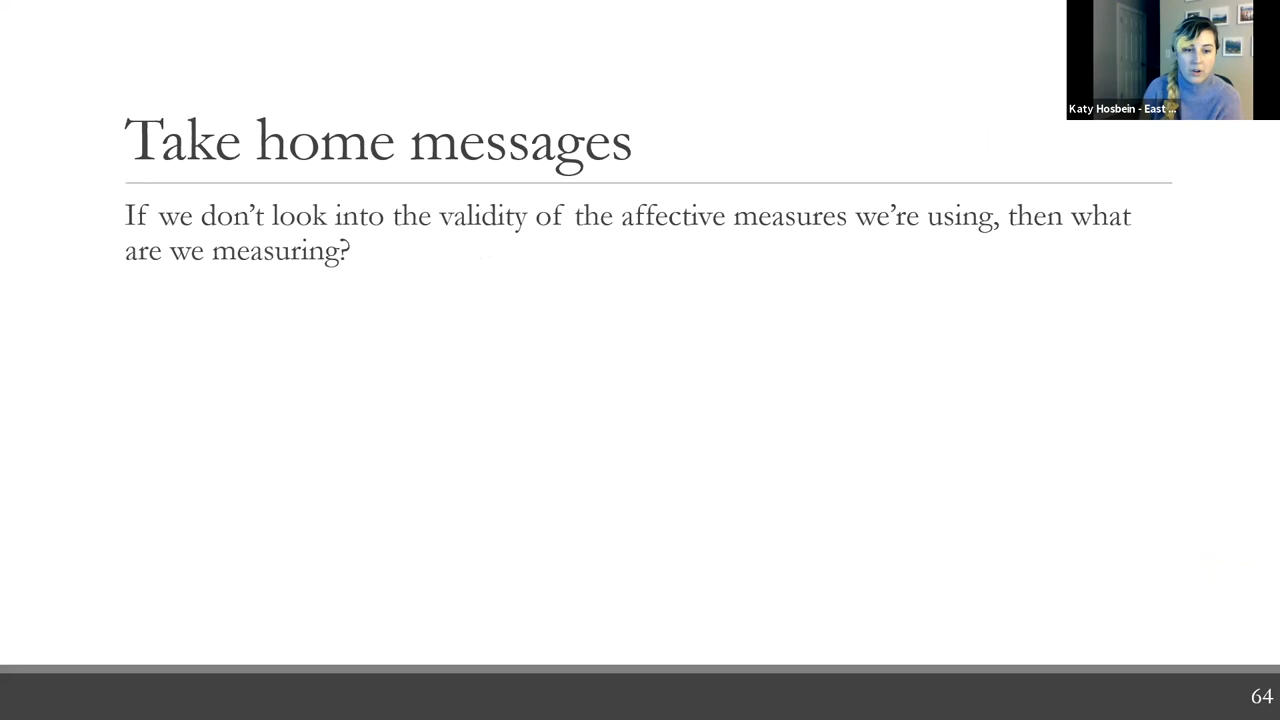 Katy Hosbein - East ...
Take home messages
If we don’t look into the validity of the affective measures we’re using, then what
are we measuring?
64